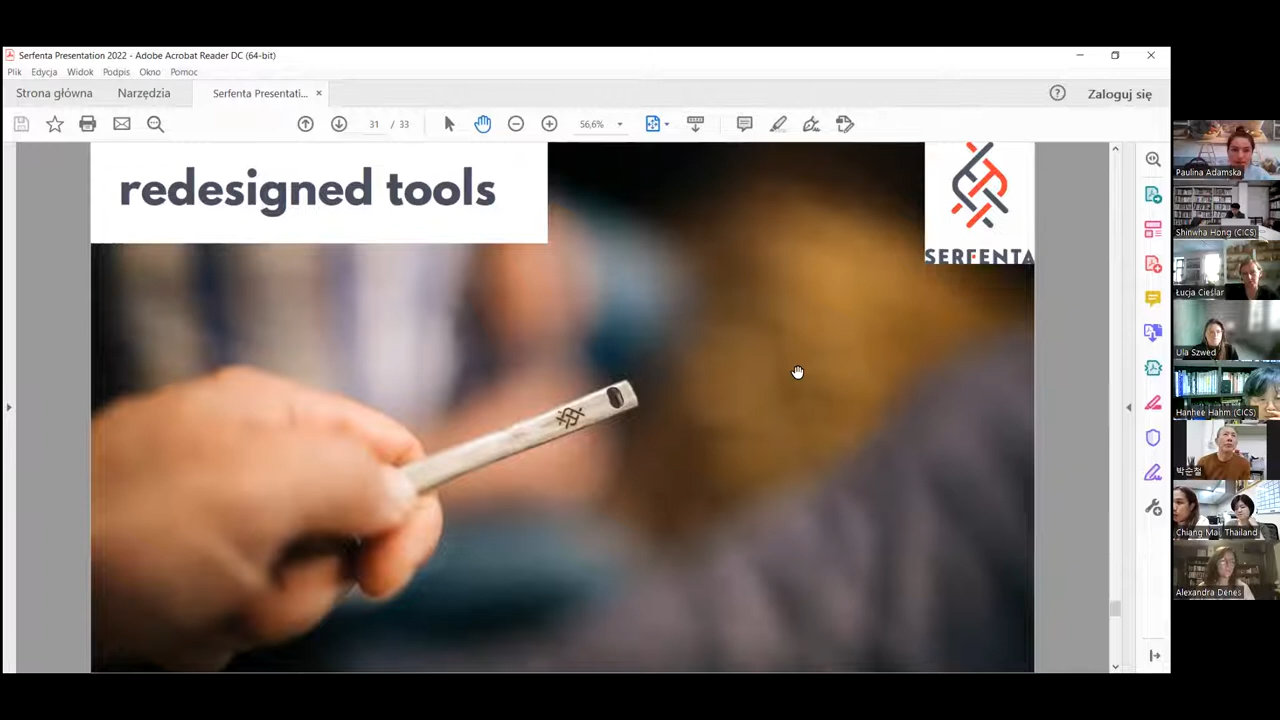 Serfenta Presentation 2022 - Adobe Acrobat Reader DC (64-bit)
Plik Edycja Widok Podpis Okno Pomoc
Strona główna Narzędzia Serfenta Presentati... × Zaloguj się
31 / 33 56,6%
redesigned tools
SERFENTA
Paulina Adamska
Shinwha Hong (CICS)
Łucja Cieślar
Ula Szwed
Hanhee Hahm (CICS)
박순철
Chiang Mai, Thailand
Alexandra Denes